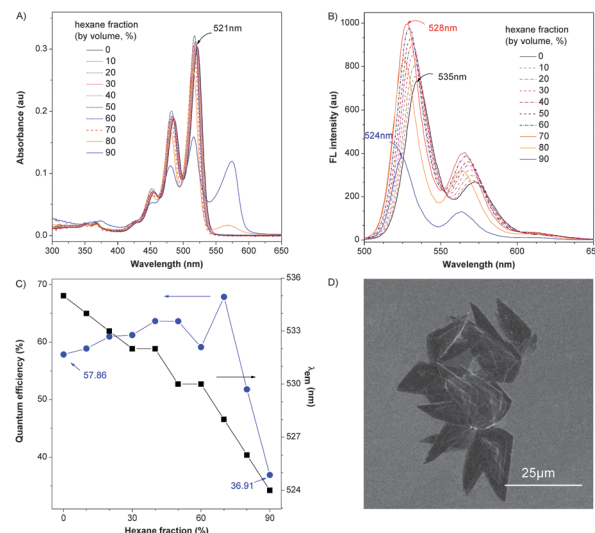 A)
521nm
hexane fraction
(by volume, %)
0
10
20
30
40
50
60
70
80
90
0.3
0.2
0.1
0.0
Absorbance (au)
300 350 400 450 500 550 600 650
Wavelength (nm)
B)
528nm
535nm
524nm
hexane fraction
(by volume, %)
0
10
20
30
40
50
60
70
80
90
1000
800
600
400
200
0
FL intensity (au)
500 550 600 650
Wavelength (nm)
C)
57.86
36.91
70
60
50
40
Quantum efficiency (%)
536
533
530
527
524
λem (nm)
0 30 60 90
Hexane fraction (%)
D)
25μm